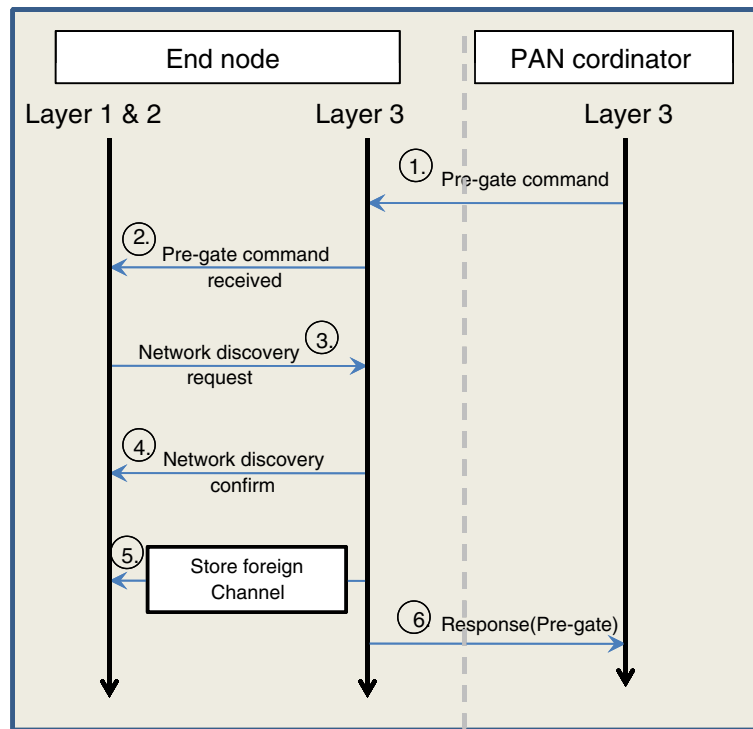 End node
PAN cordinator
Layer 1 & 2
Layer 3
Layer 3
1.
Pre-gate command
2.
Pre-gate command
received
3.
Network discovery
request
4.
Network discovery
confirm
5.
Store foreign
Channel
6.
Response(Pre-gate)